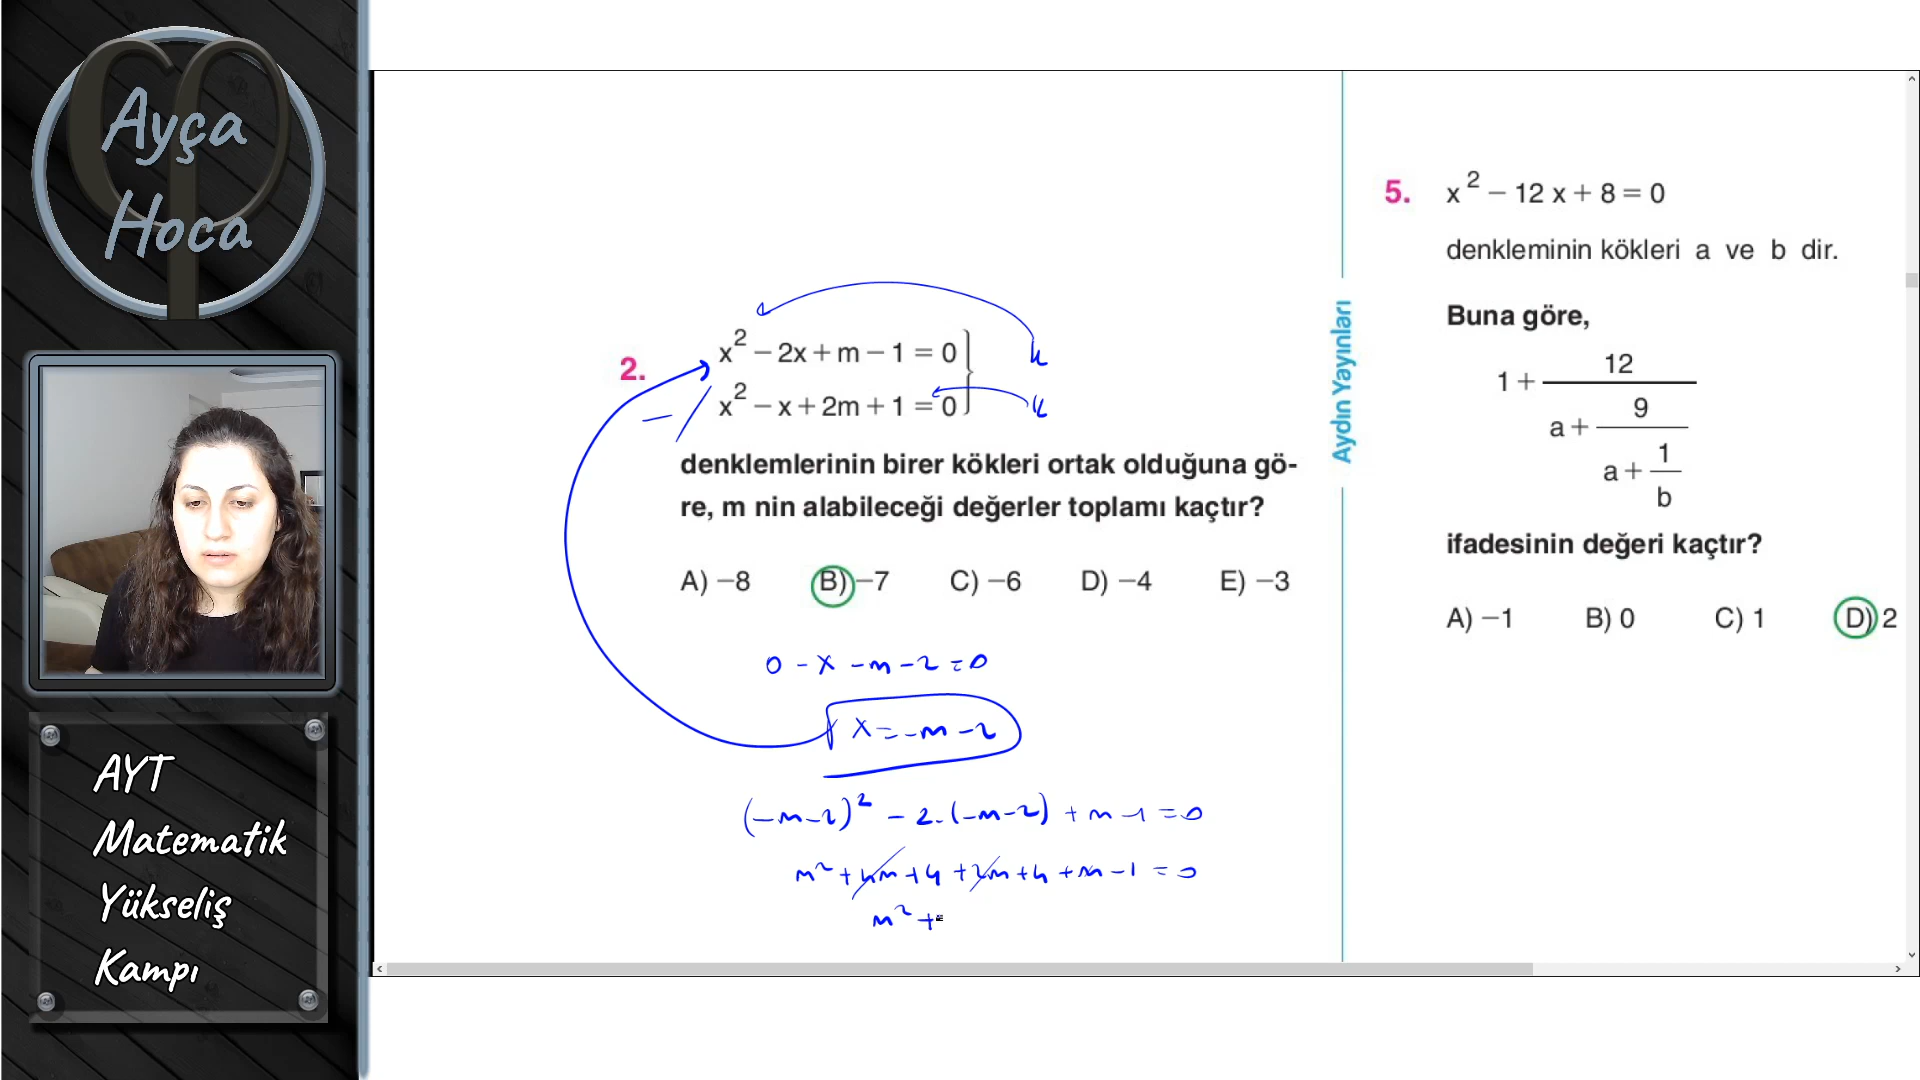 Ayça
Hoca
AYT
Matematik
Yükseliş
Kampı
2.
x² − 2x + m − 1 = 0
x² − x + 2m + 1 = 0
k
k
−
denklemlerinin birer kökleri ortak olduğuna gö-
re, m nin alabileceği değerler toplamı kaçtır?
A) −8 B) −7 C) −6 D) −4 E) −3
0 − x − m − 2 = 0
x = −m − 2
(−m−2)² − 2.(−m−2) + m − 1 = 0
m² + 4m + 4 + 2m + 4 + m − 1 = 0
m² +
Aydın Yayınları
5. x² − 12 x + 8 = 0
denkleminin kökleri a ve b dir.
Buna göre,
12
1 +
9
a +
1
a +
b
ifadesinin değeri kaçtır?
A) −1 B) 0 C) 1 D) 2